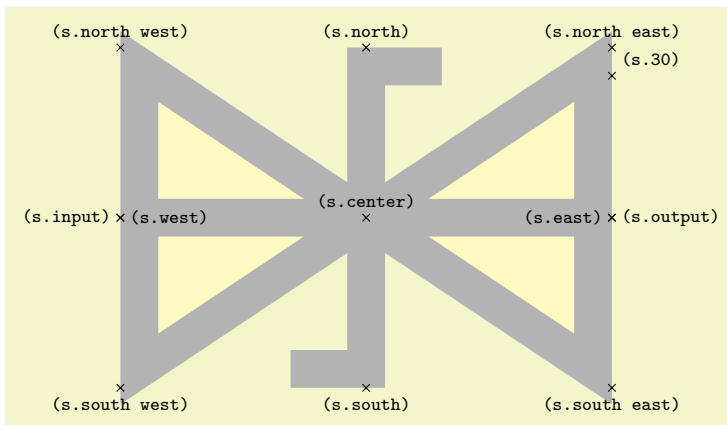 (s.north west) (s.north) (s.north east)
(s.30)
(s.center)
(s.input) (s.west) (s.east) (s.output)
(s.south west) (s.south) (s.south east)